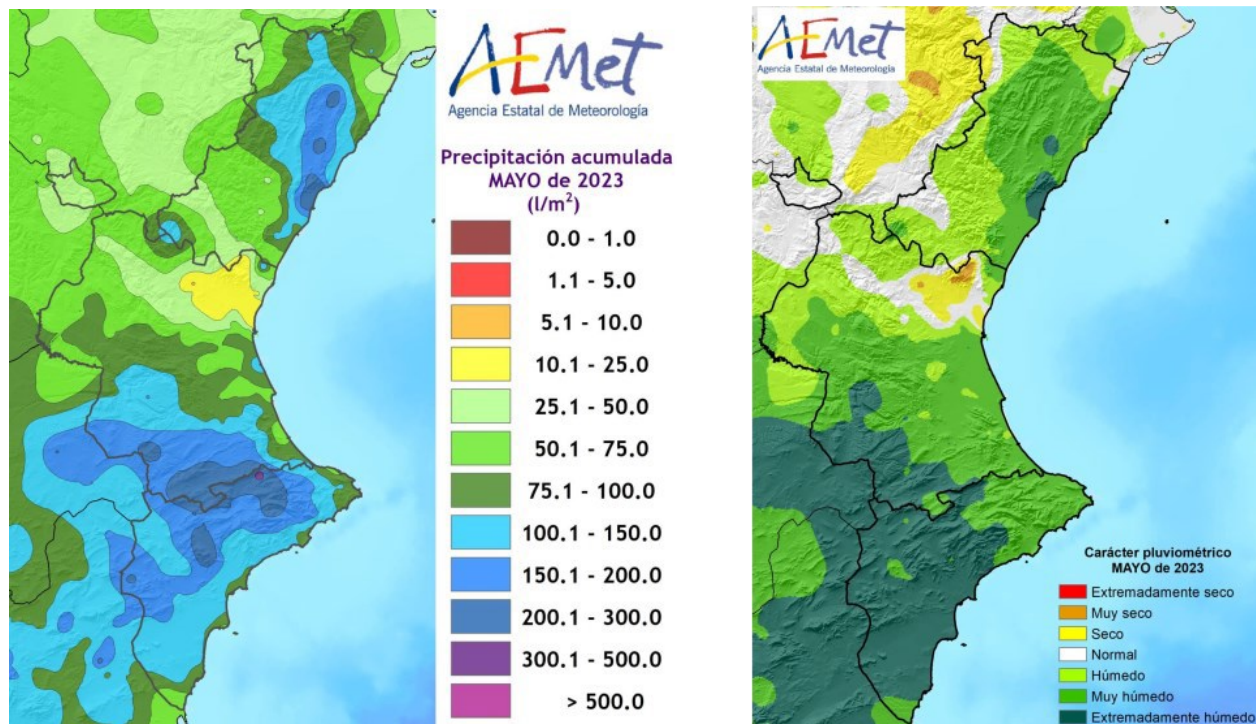 AEMet
Agencia Estatal de Meteorología
Precipitación acumulada
MAYO de 2023
(l/m²)
0.0 - 1.0
1.1 - 5.0
5.1 - 10.0
10.1 - 25.0
25.1 - 50.0
50.1 - 75.0
75.1 - 100.0
100.1 - 150.0
150.1 - 200.0
200.1 - 300.0
300.1 - 500.0
> 500.0
AEMet
Agencia Estatal de Meteorología
Carácter pluviométrico
MAYO de 2023
Extremadamente seco
Muy seco
Seco
Normal
Húmedo
Muy húmedo
Extremadamente húmedo